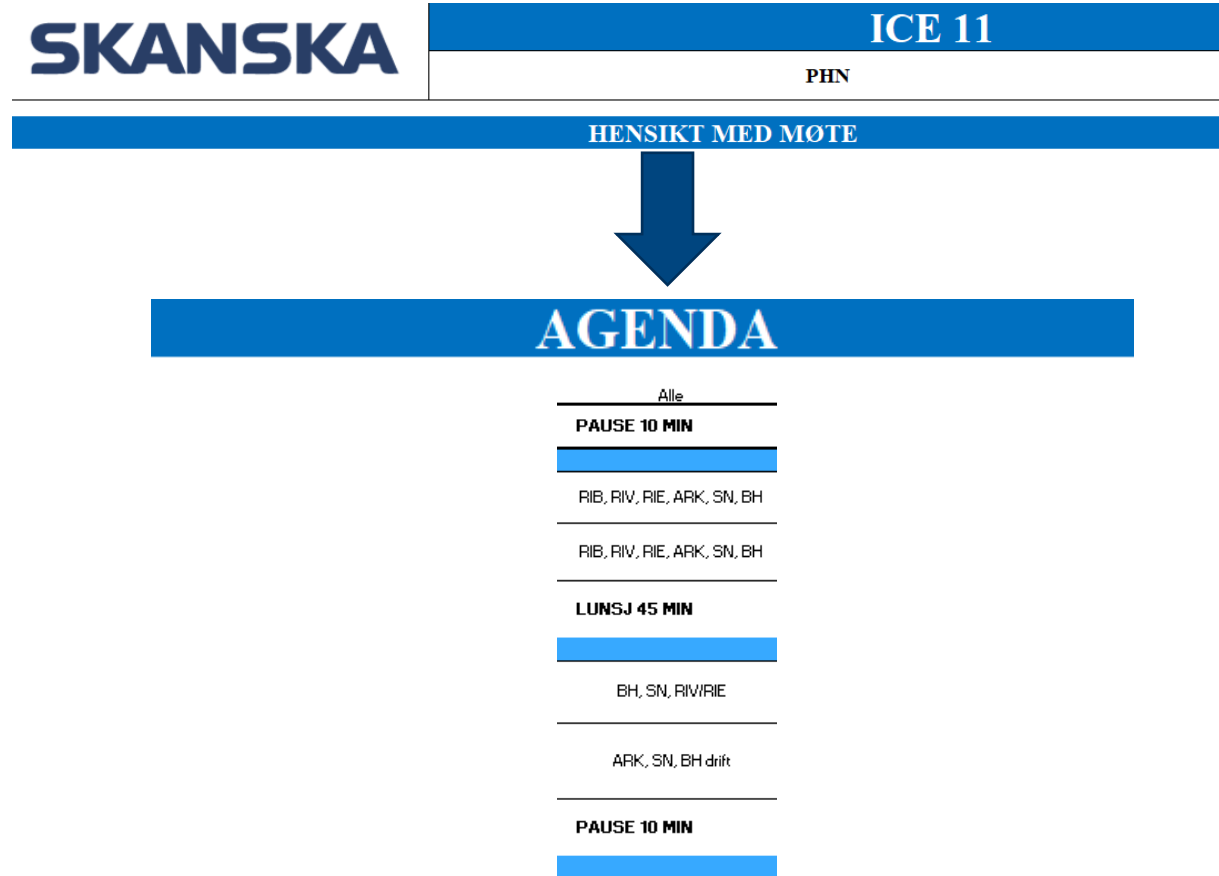 SKANSKA
ICE 11
PHN
HENSIKT MED MØTE
AGENDA
Alle
PAUSE 10 MIN
RIB, RIV, RIE, ARK, SN, BH
RIB, RIV, RIE, ARK, SN, BH
LUNSJ 45 MIN
BH, SN, RIV/RIE
ARK, SN, BH drift
PAUSE 10 MIN